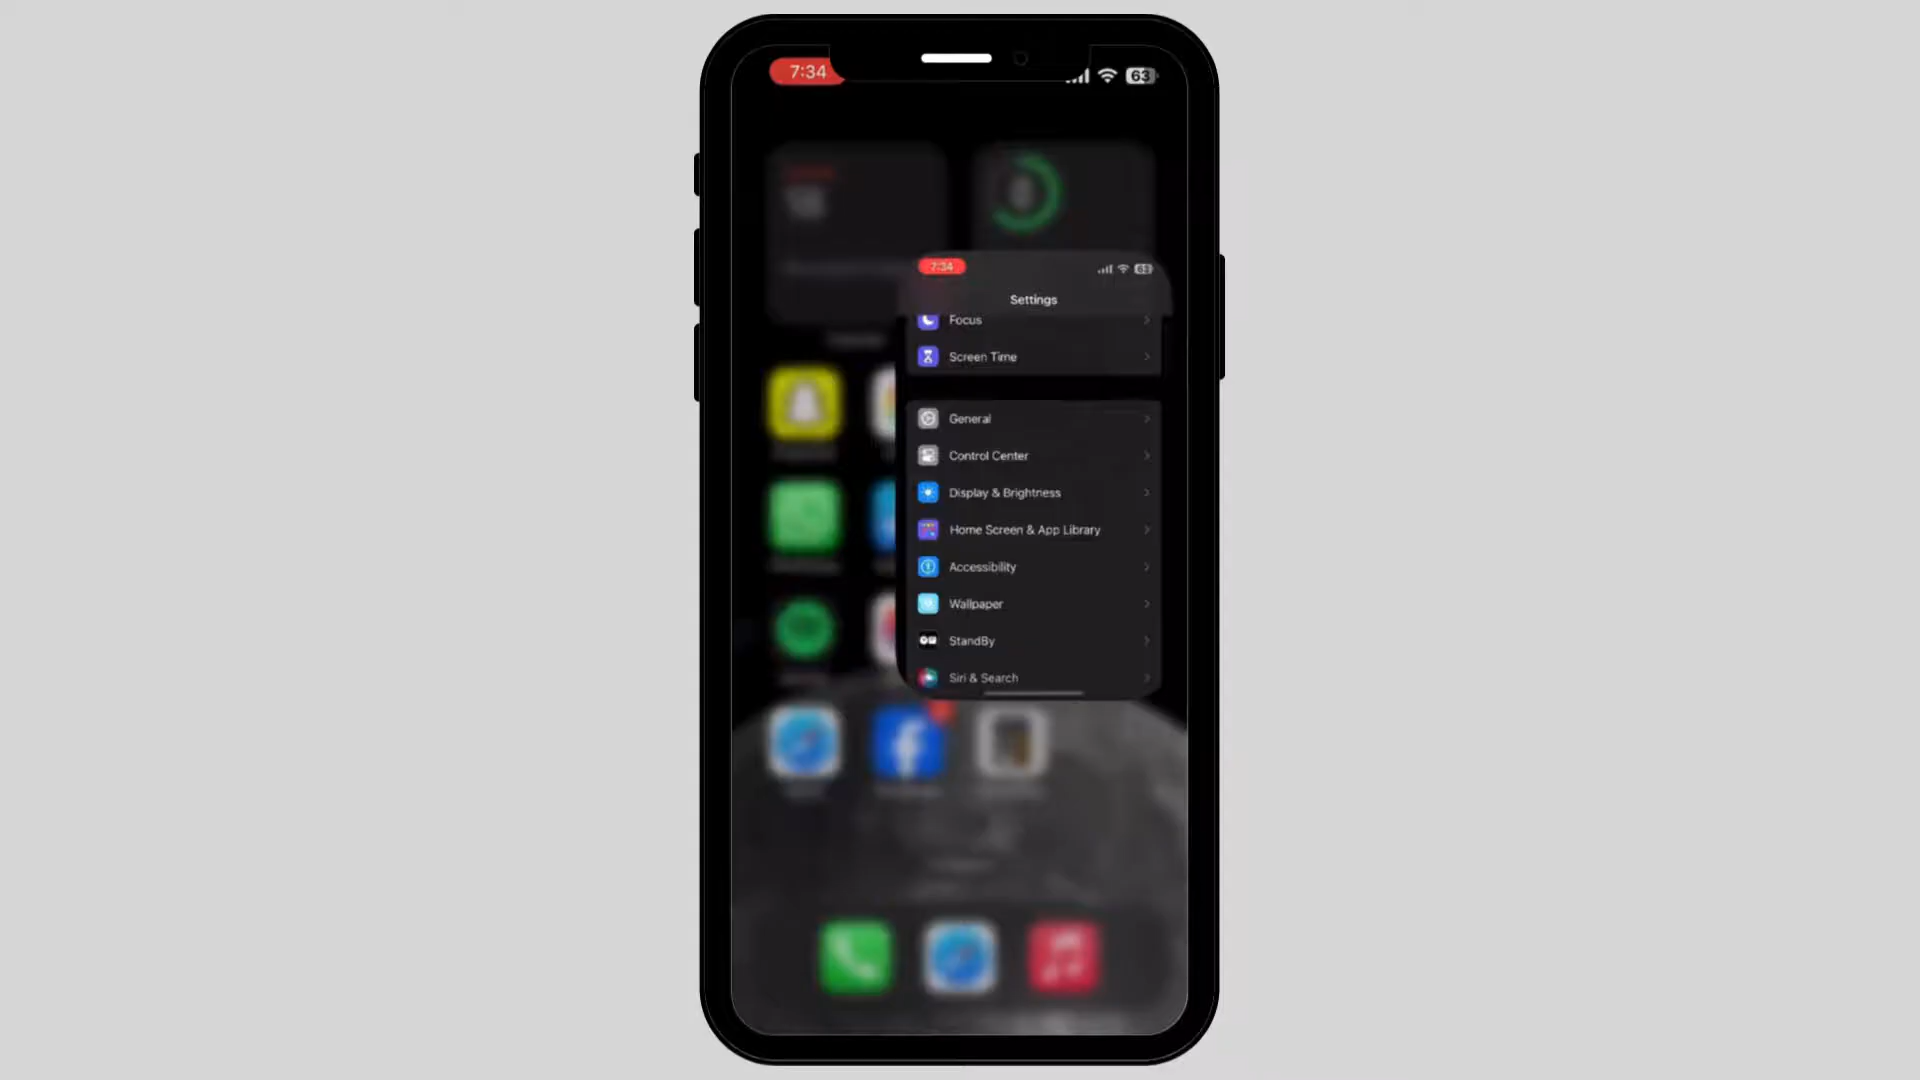 7:34
63
7:34
63
Settings
Focus
Screen Time
General
Control Center
Display & Brightness
Home Screen & App Library
Accessibility
Wallpaper
StandBy
Siri & Search